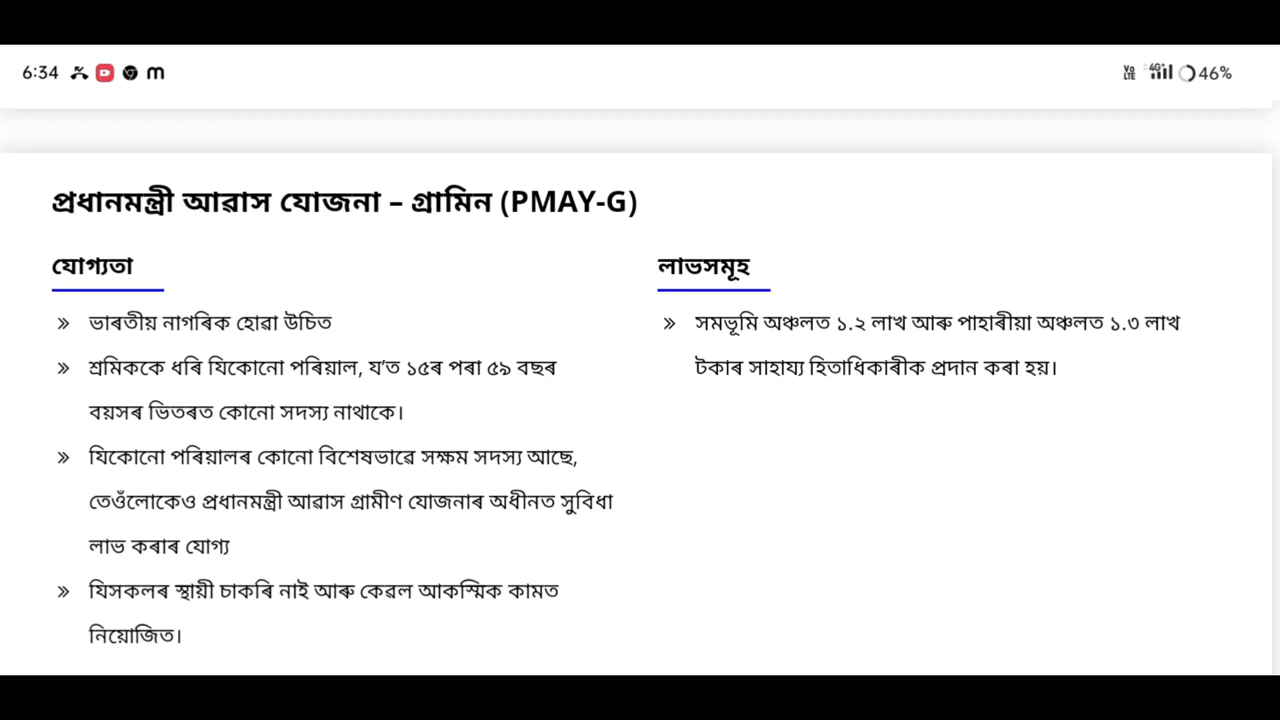 6:34
Vo LTE 4G+ 46%
প্ৰধানমন্ত্ৰী আৱাস যোজনা – গ্ৰামিন (PMAY-G)
যোগ্যতা
» ভাৰতীয় নাগৰিক হোৱা উচিত
» শ্ৰমিককে ধৰি যিকোনো পৰিয়াল, য’ত ১৫ৰ পৰা ৫৯ বছৰ
বয়সৰ ভিতৰত কোনো সদস্য নাথাকে।
» যিকোনো পৰিয়ালৰ কোনো বিশেষভাৱে সক্ষম সদস্য আছে,
তেওঁলোকেও প্ৰধানমন্ত্ৰী আৱাস গ্ৰামীণ যোজনাৰ অধীনত সুবিধা
লাভ কৰাৰ যোগ্য
» যিসকলৰ স্থায়ী চাকৰি নাই আৰু কেৱল আকস্মিক কামত
নিয়োজিত।
লাভসমূহ
» সমভূমি অঞ্চলত ১.২ লাখ আৰু পাহাৰীয়া অঞ্চলত ১.৩ লাখ
টকাৰ সাহায্য হিতাধিকাৰীক প্ৰদান কৰা হয়।